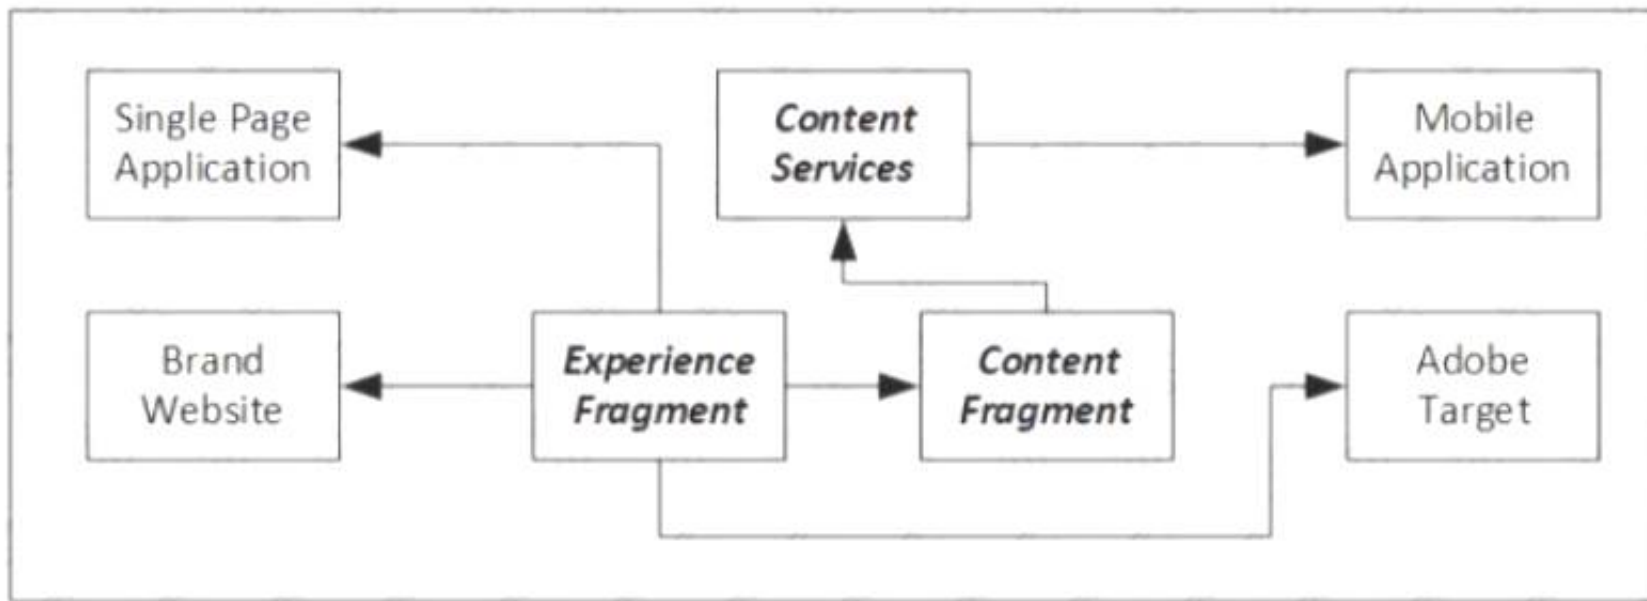 Single Page
Application
Content
Services
Mobile
Application
Brand
Website
Experience
Fragment
Content
Fragment
Adobe
Target